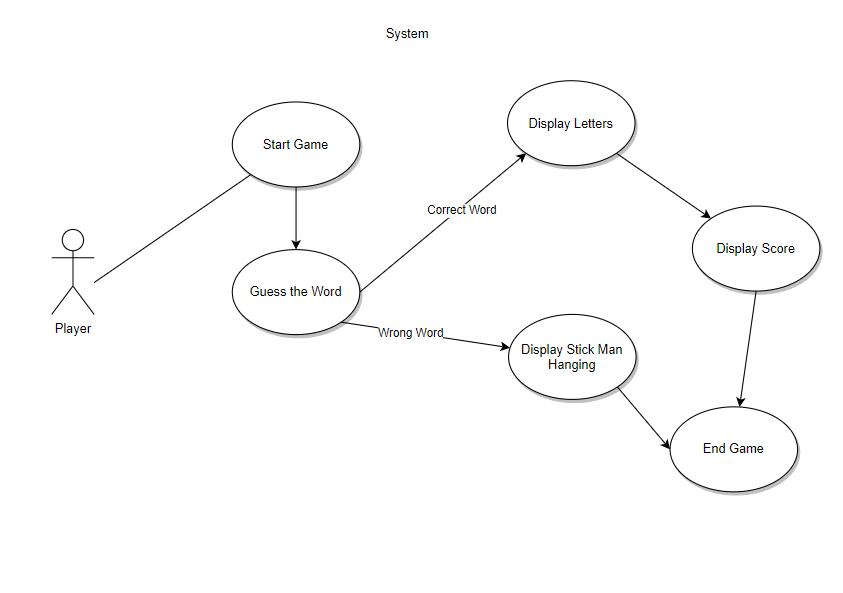 System
Start Game
Display Letters
Correct Word
Display Score
Guess the Word
Player
Wrong Word
Display Stick Man
Hanging
End Game